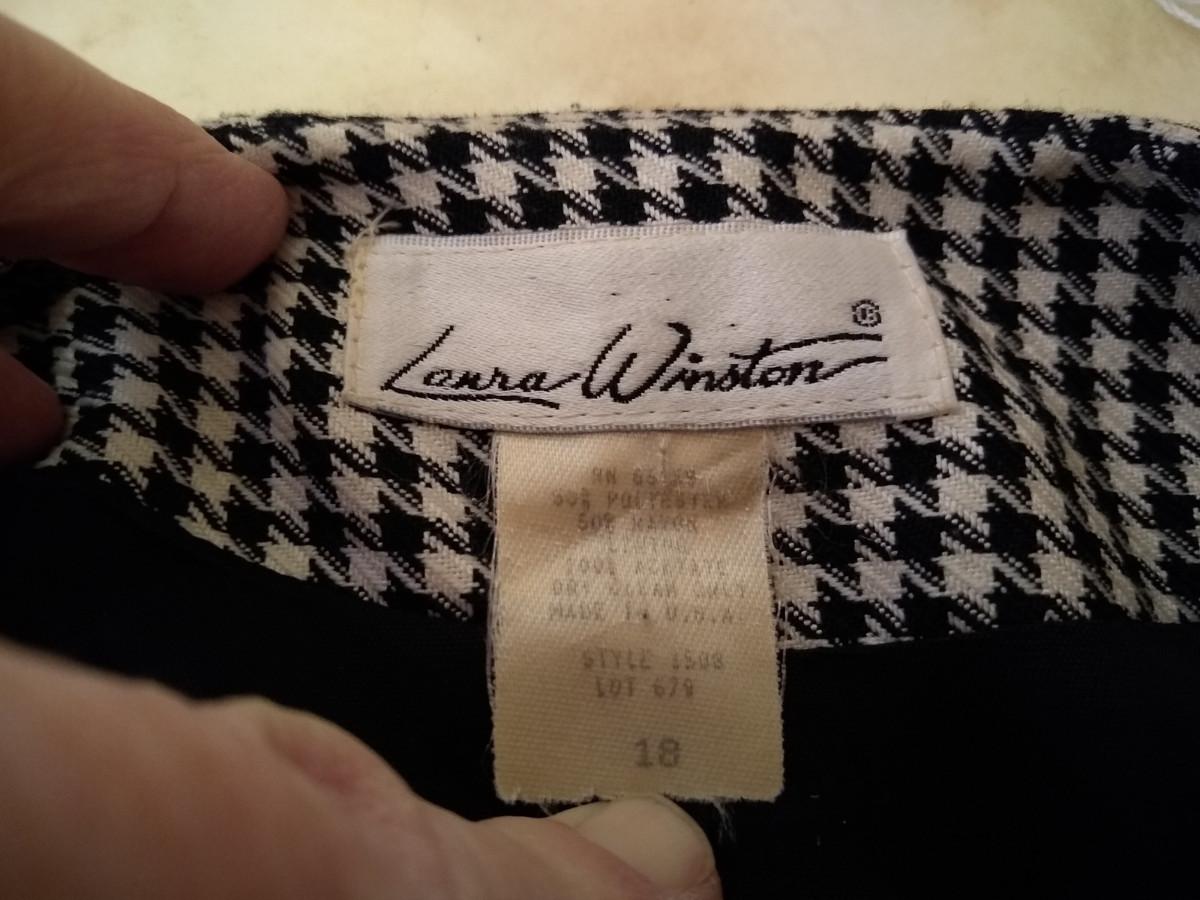 Laura Winston ®
RN
50% POLYESTER
50% RAYON
LINING
100% ACETATE
DRY CLEAN ONLY
MADE IN U.S.A
STYLE 1508
LOT 679
18